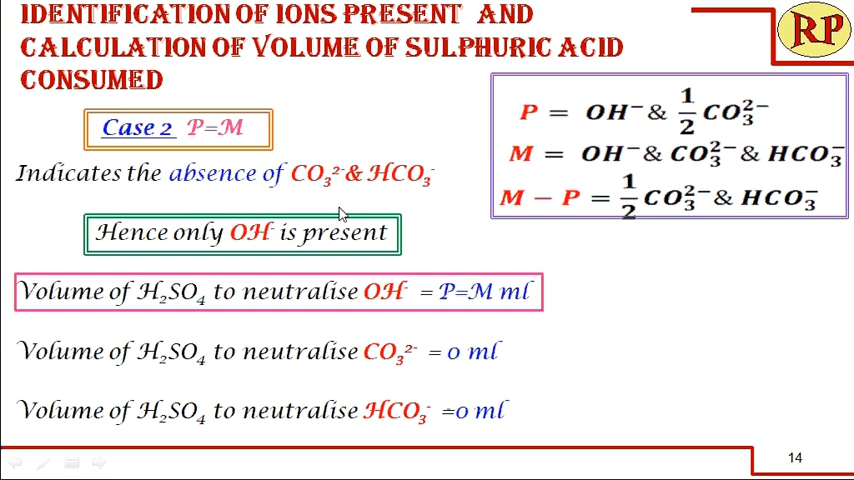 IDENTIFICATION OF IONS PRESENT AND
CALCULATION OF VOLUME OF SULPHURIC ACID
CONSUMED
RP
Case 2 P=M
Indicates the absence of CO₃²⁻& HCO₃⁻
Hence only OH⁻ is present
P = OH⁻ & 1/2 CO₃²⁻
M = OH⁻ & CO₃²⁻ & HCO₃⁻
M − P = 1/2 CO₃²⁻ & HCO₃⁻
Volume of H₂SO₄ to neutralise OH⁻ = P=M ml
Volume of H₂SO₄ to neutralise CO₃²⁻ = 0 ml
Volume of H₂SO₄ to neutralise HCO₃⁻ =0 ml
14